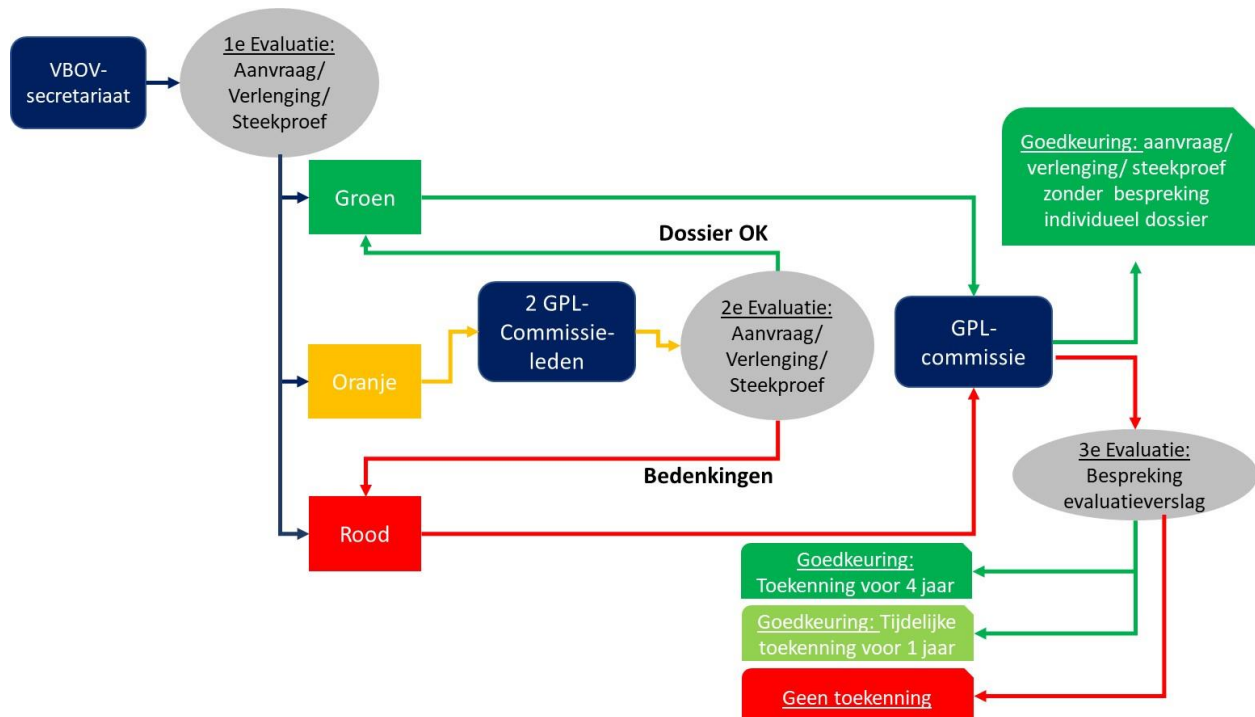 VBOV-
secretariaat
1e Evaluatie:
Aanvraag/
Verlenging/
Steekproef
Groen
Oranje
Rood
Dossier OK
2 GPL-
Commissie-
leden
2e Evaluatie:
Aanvraag/
Verlenging/
Steekproef
Bedenkingen
GPL-
commissie
Goedkeuring: aanvraag/
verlenging/ steekproef
zonder bespreking
individueel dossier
3e Evaluatie:
Bespreking
evaluatieverslag
Goedkeuring:
Toekenning voor 4 jaar
Goedkeuring: Tijdelijke
toekenning voor 1 jaar
Geen toekenning